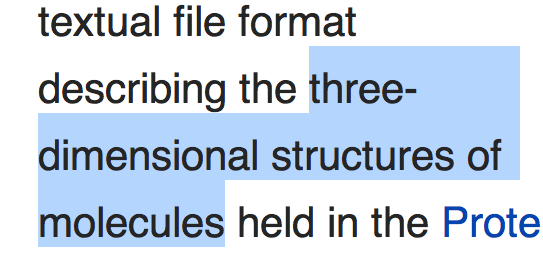 textual file format
describing the three-
dimensional structures of
molecules held in the Prote